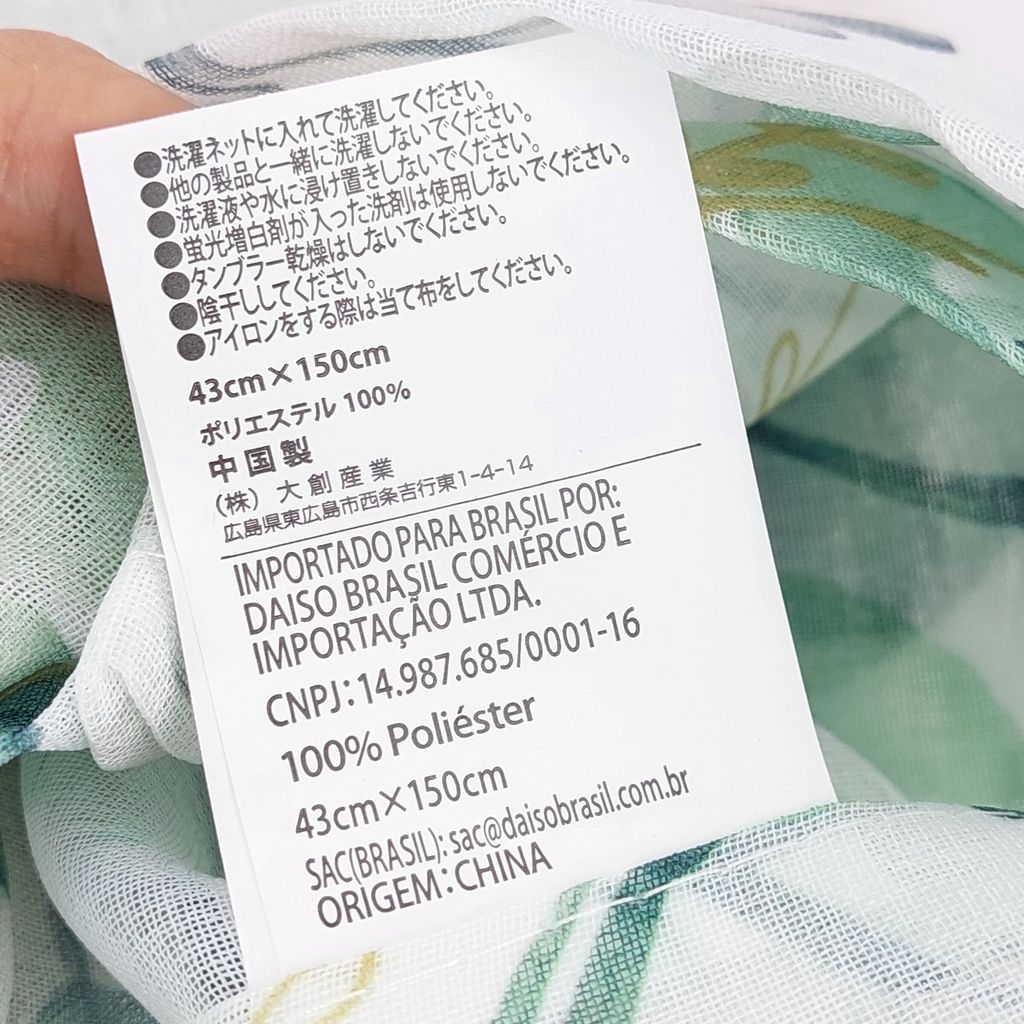 ●洗濯ネットに入れて洗濯してください。
●他の製品と一緒に洗濯しないでください。
●洗濯液や水に浸け置きしないでください。
●蛍光増白剤が入った洗剤は使用しないでください。
●タンブラー乾燥はしないでください。
●陰干ししてください。
●アイロンをする際は当て布をしてください。
43cm×150cm
ポリエステル 100%
中国製
(株) 大創産業
広島県東広島市西条吉行東1-4-14
IMPORTADO PARA BRASIL POR:
DAISO BRASIL COMÉRCIO E
IMPORTAÇÃO LTDA.
CNPJ: 14.987.685/0001-16
100% Poliéster
43cm×150cm
SAC(BRASIL): sac@daisobrasil.com.br
ORIGEM: CHINA